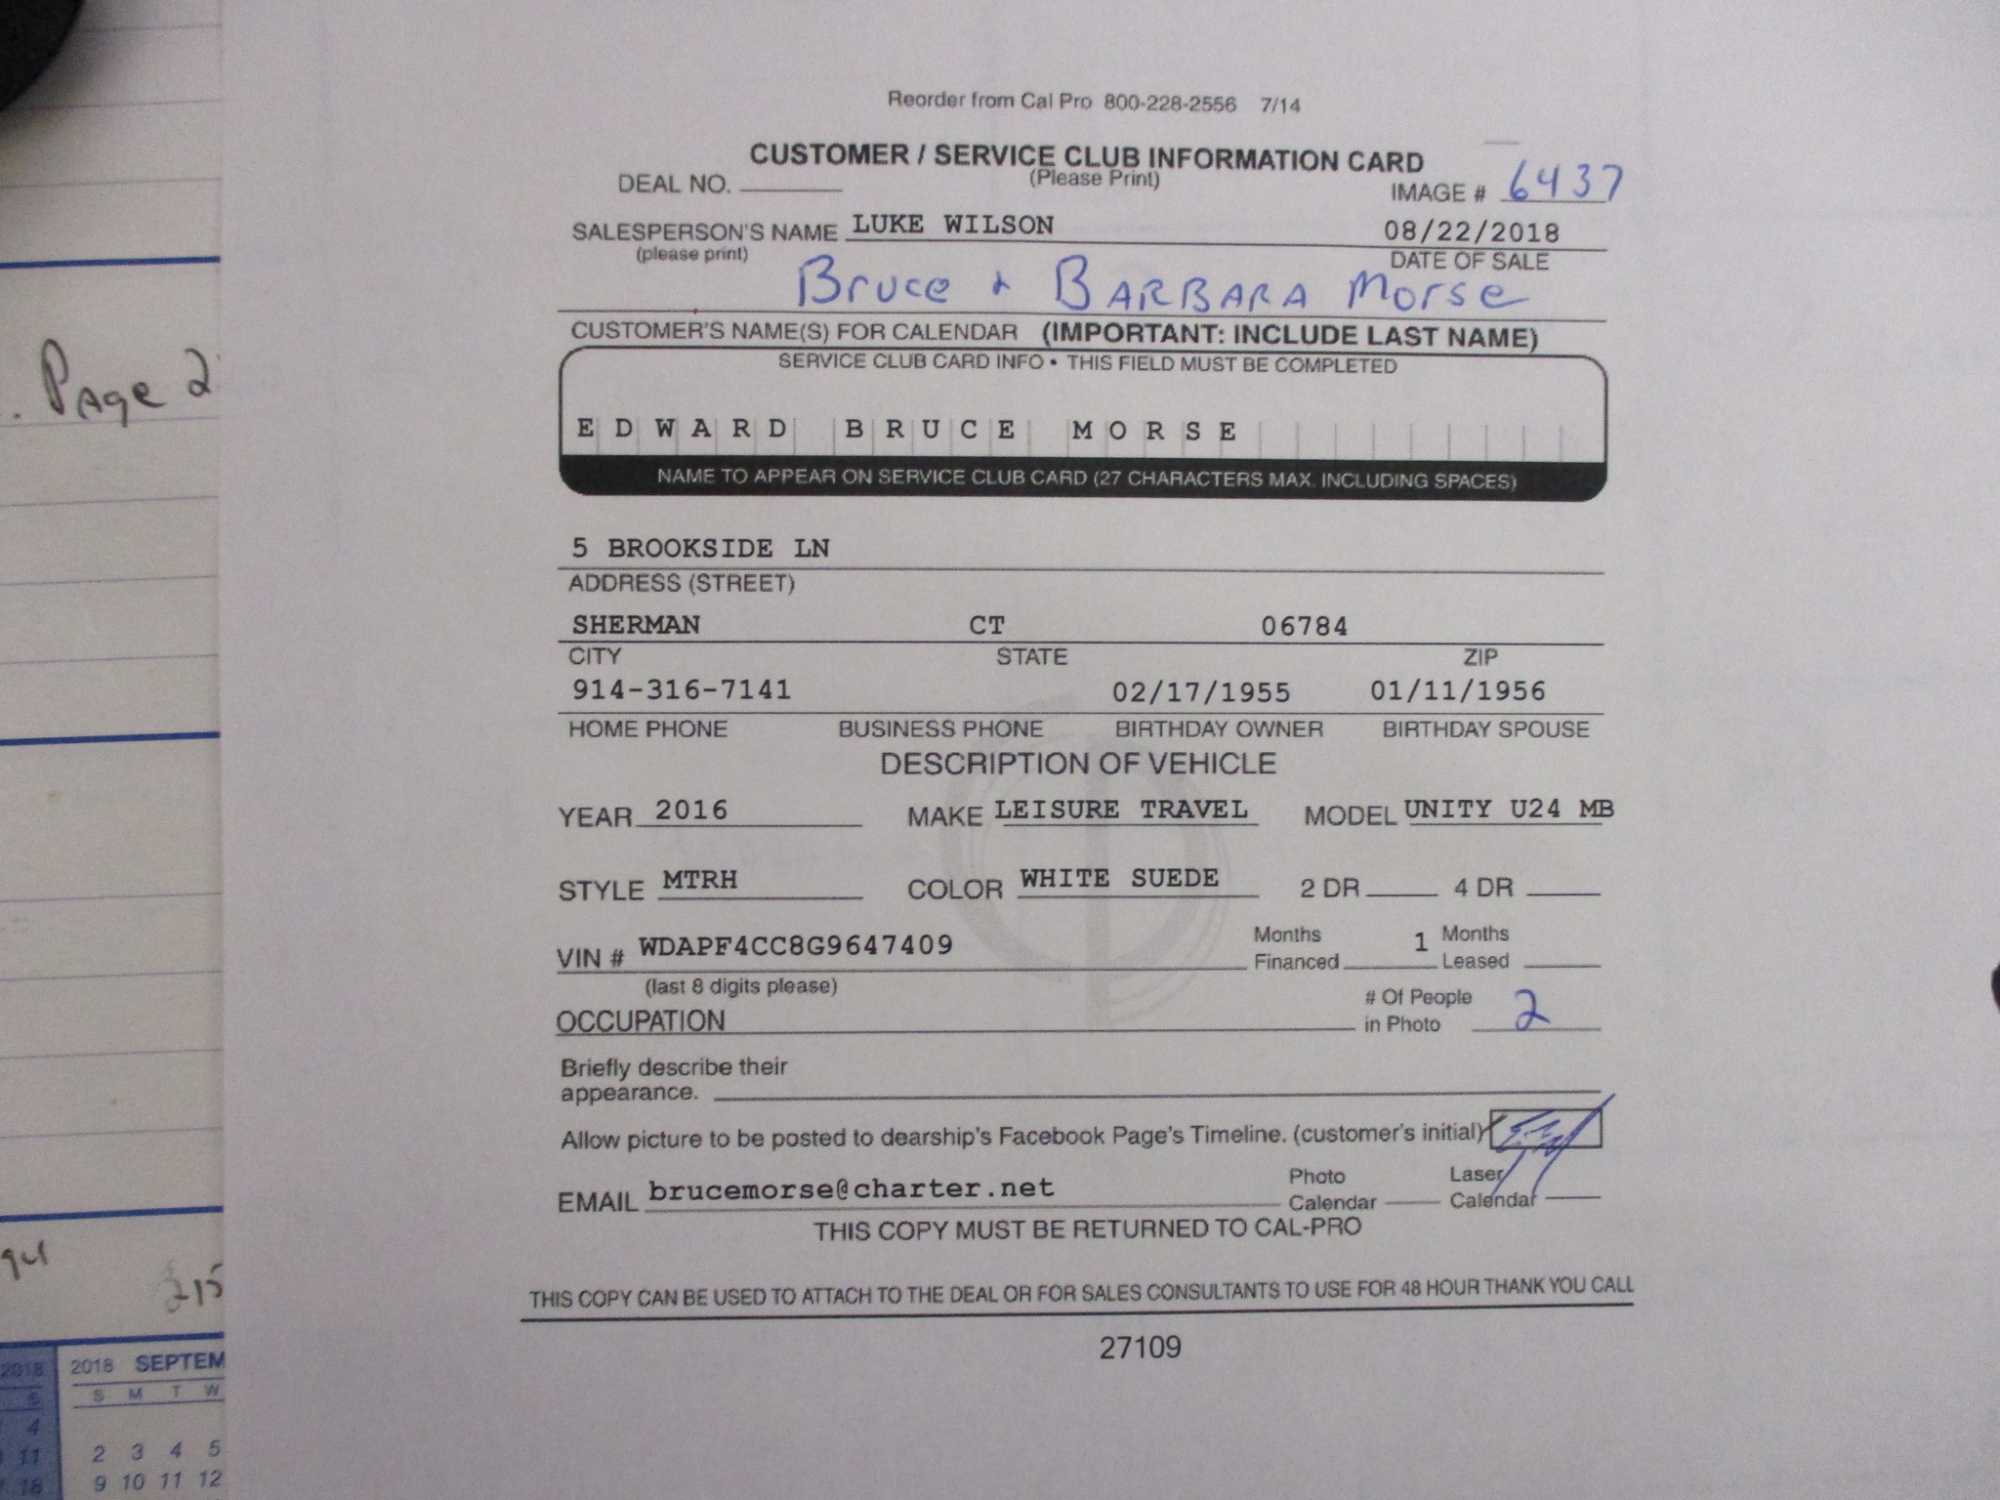 Reorder from Cal Pro 800-228-2556 7/14
CUSTOMER / SERVICE CLUB INFORMATION CARD
(Please Print)
DEAL NO.
IMAGE # 6437
SALESPERSON'S NAME LUKE WILSON
(please print)
08/22/2018
DATE OF SALE
Bruce & BARBARA Morse
CUSTOMER'S NAME(S) FOR CALENDAR (IMPORTANT: INCLUDE LAST NAME)
SERVICE CLUB CARD INFO • THIS FIELD MUST BE COMPLETED
EDWARD BRUCE MORSE
NAME TO APPEAR ON SERVICE CLUB CARD (27 CHARACTERS MAX. INCLUDING SPACES)
5 BROOKSIDE LN
ADDRESS (STREET)
SHERMAN CT 06784
CITY STATE ZIP
914-316-7141 02/17/1955 01/11/1956
HOME PHONE BUSINESS PHONE BIRTHDAY OWNER BIRTHDAY SPOUSE
DESCRIPTION OF VEHICLE
YEAR 2016 MAKE LEISURE TRAVEL MODEL UNITY U24 MB
STYLE MTRH COLOR WHITE SUEDE 2 DR 4 DR
VIN # WDAPF4CC8G9647409
(last 8 digits please)
Months Financed 1 Months Leased
OCCUPATION
# Of People in Photo 2
Briefly describe their
appearance.
Allow picture to be posted to dearship's Facebook Page's Timeline. (customer's initial)
EMAIL brucemorse@charter.net
Photo Calendar
Laser Calendar
THIS COPY MUST BE RETURNED TO CAL-PRO
THIS COPY CAN BE USED TO ATTACH TO THE DEAL OR FOR SALES CONSULTANTS TO USE FOR 48 HOUR THANK YOU CALL
27109
. Page 2
215
2018
2018 SEPTEM
S
S M T W
4
11
18
2 3 4 5
9 10 11 12